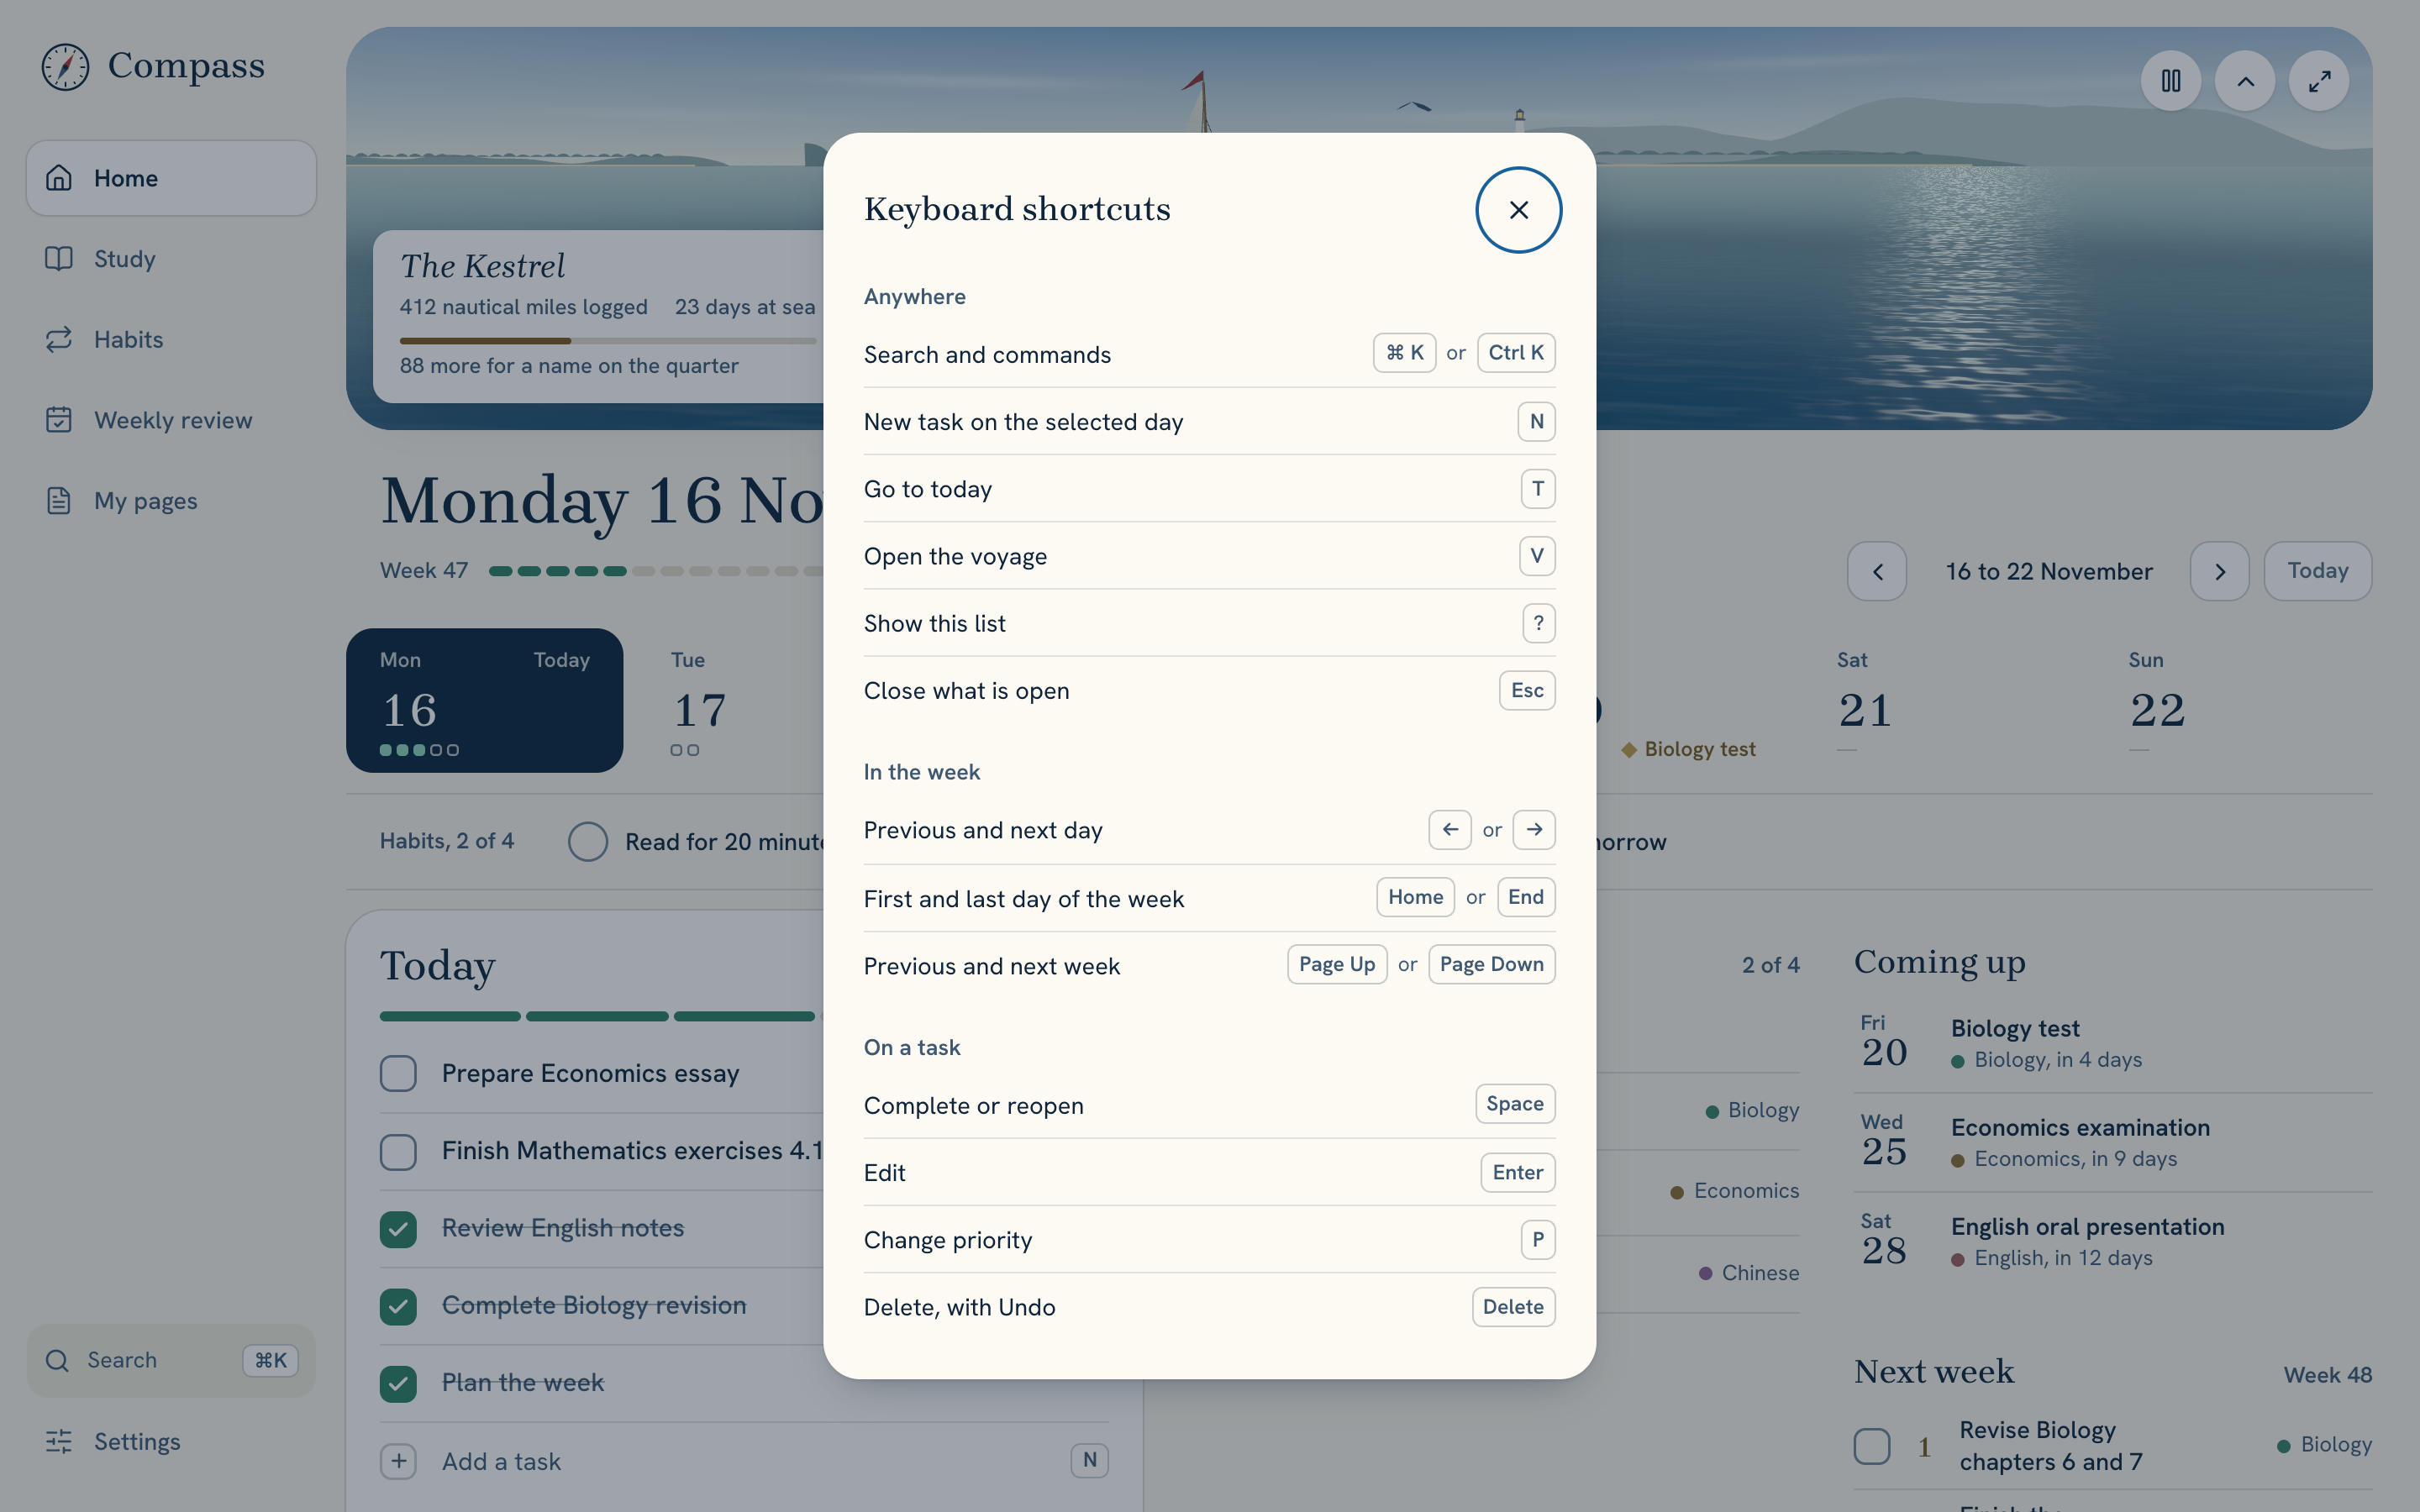 Compass
Home
Study
Habits
Weekly review
My pages
Search ⌘K
Settings
The Kestrel
412 nautical miles logged 23 days at sea
88 more for a name on the quarter
Monday 16 No
Week 47
16 to 22 November
Today
Mon Today
16
Tue
17
Biology test
Sat
21
Sun
22
Habits, 2 of 4
Read for 20 minut
orrow
Today
Prepare Economics essay
Finish Mathematics exercises 4.1
Review English notes
Complete Biology revision
Plan the week
Add a task N
Keyboard shortcuts
Anywhere
Search and commands ⌘ K or Ctrl K
New task on the selected day N
Go to today T
Open the voyage V
Show this list ?
Close what is open Esc
In the week
Previous and next day ← or →
First and last day of the week Home or End
Previous and next week Page Up or Page Down
On a task
Complete or reopen Space
Edit Enter
Change priority P
Delete, with Undo Delete
2 of 4
Biology
Economics
Chinese
Coming up
Fri
20
Biology test
Biology, in 4 days
Wed
25
Economics examination
Economics, in 9 days
Sat
28
English oral presentation
English, in 12 days
Next week Week 48
1 Revise Biology
chapters 6 and 7
Biology